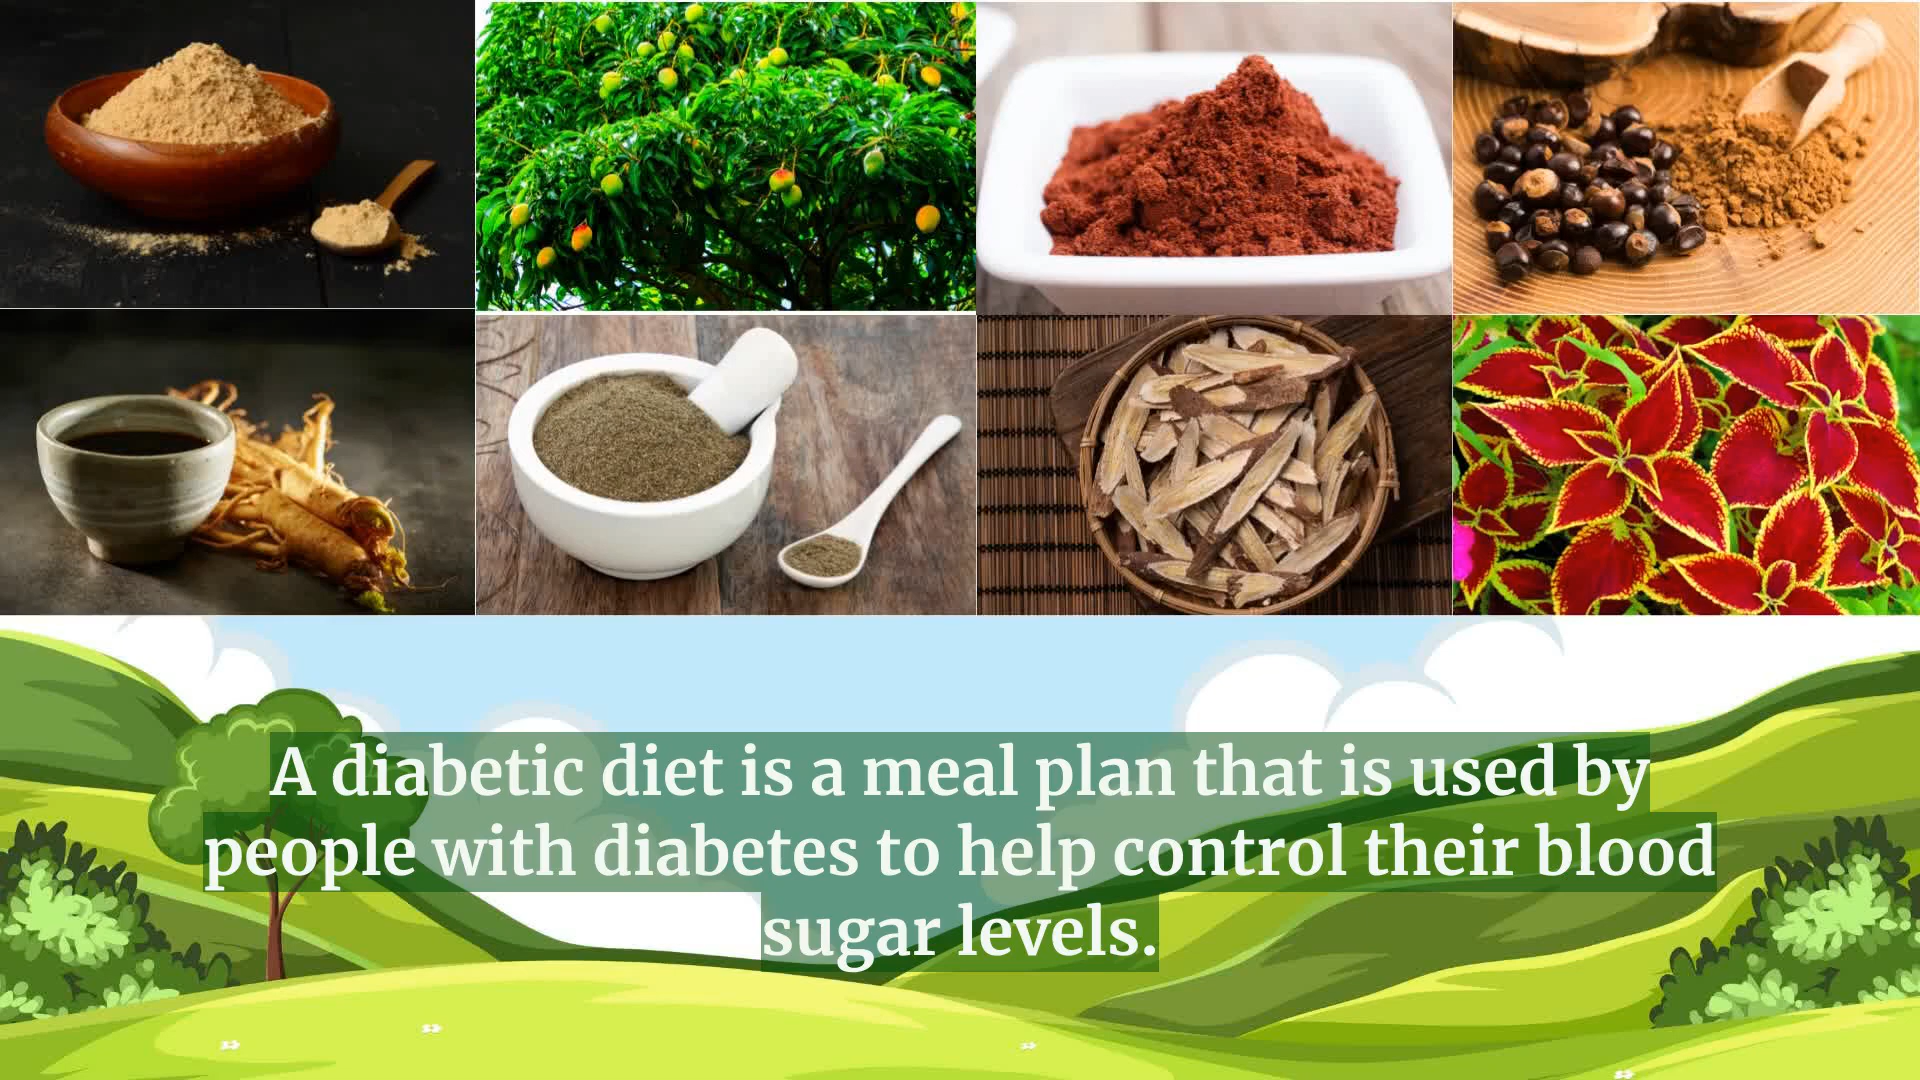 A diabetic diet is a meal plan that is used by
people with diabetes to help control their blood
sugar levels.